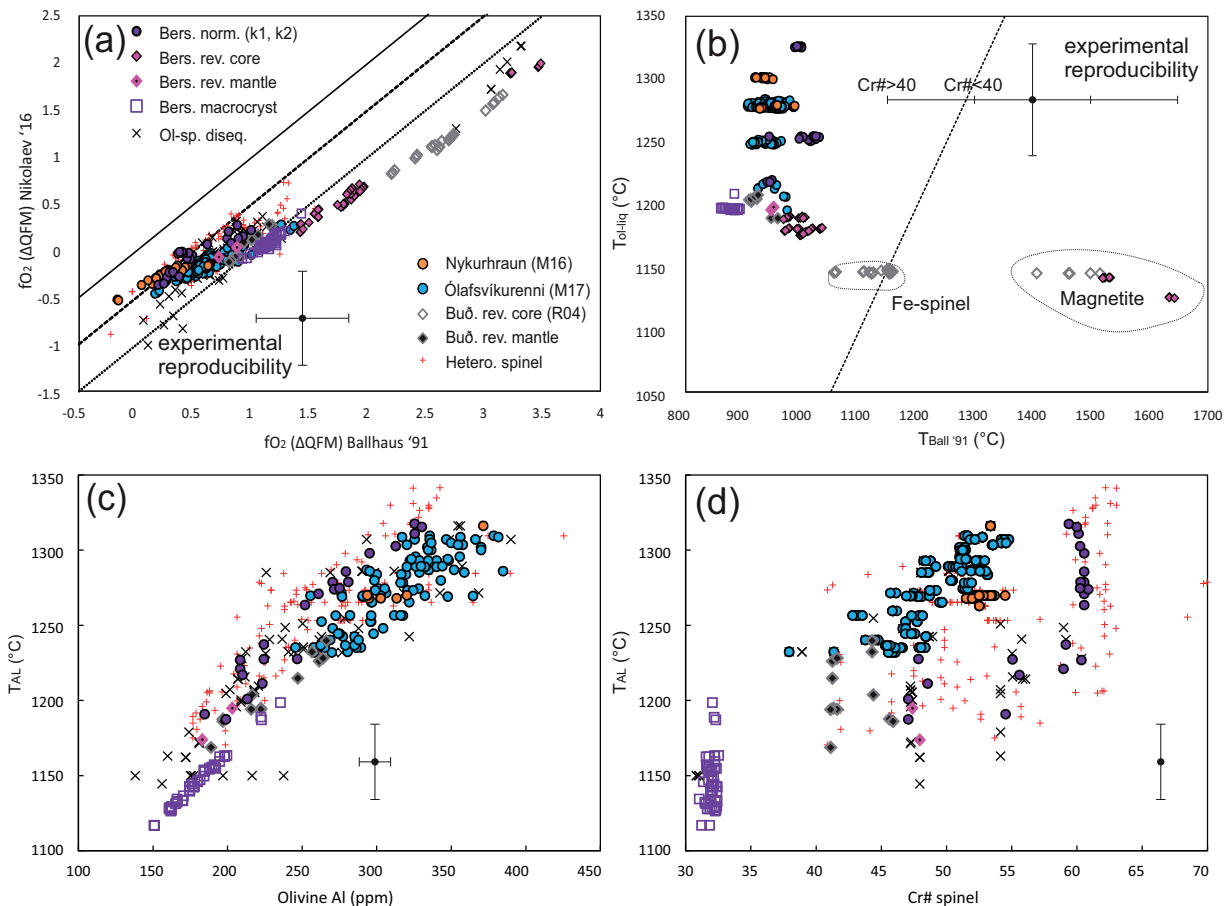 (a)
Bers. norm. (k1, k2)
Bers. rev. core
Bers. rev. mantle
Bers. macrocryst
Ol-sp. diseq.
Nykurhraun (M16)
Ólafsvíkurenni (M17)
Buð. rev. core (R04)
Buð. rev. mantle
Hetero. spinel
experimental
reproducibility
fO2 (ΔQFM) Nikolaev '16
2.5
2
1.5
1
0.5
0
-0.5
-1
-1.5
-0.5 0 0.5 1 1.5 2 2.5 3 3.5 4
fO2 (ΔQFM) Ballhaus '91
(b)
experimental
reproducibility
Cr#>40
Cr#<40
Fe-spinel
Magnetite
Tol-liq (°C)
1350
1300
1250
1200
1150
1100
1050
800 900 1000 1100 1200 1300 1400 1500 1600 1700
TBall '91 (°C)
(c)
TAL (°C)
1350
1300
1250
1200
1150
1100
100 150 200 250 300 350 400 450
Olivine Al (ppm)
(d)
TAL (°C)
1350
1300
1250
1200
1150
1100
30 35 40 45 50 55 60 65 70
Cr# spinel